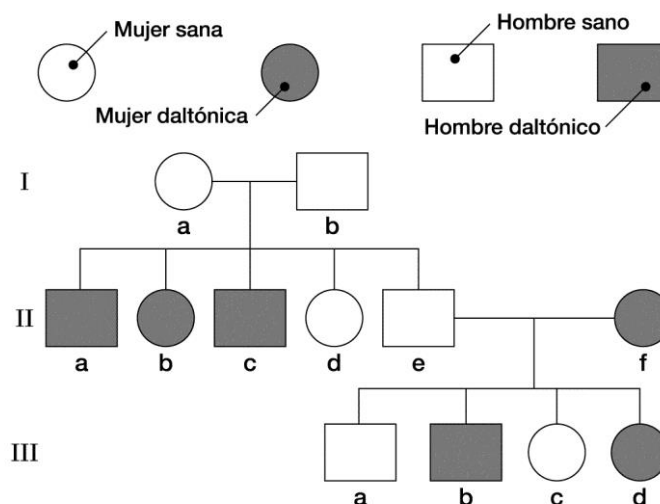 Mujer sana
Hombre sano
Mujer daltónica
Hombre daltónico
I
a b
II
a b c d e f
III
a b c d